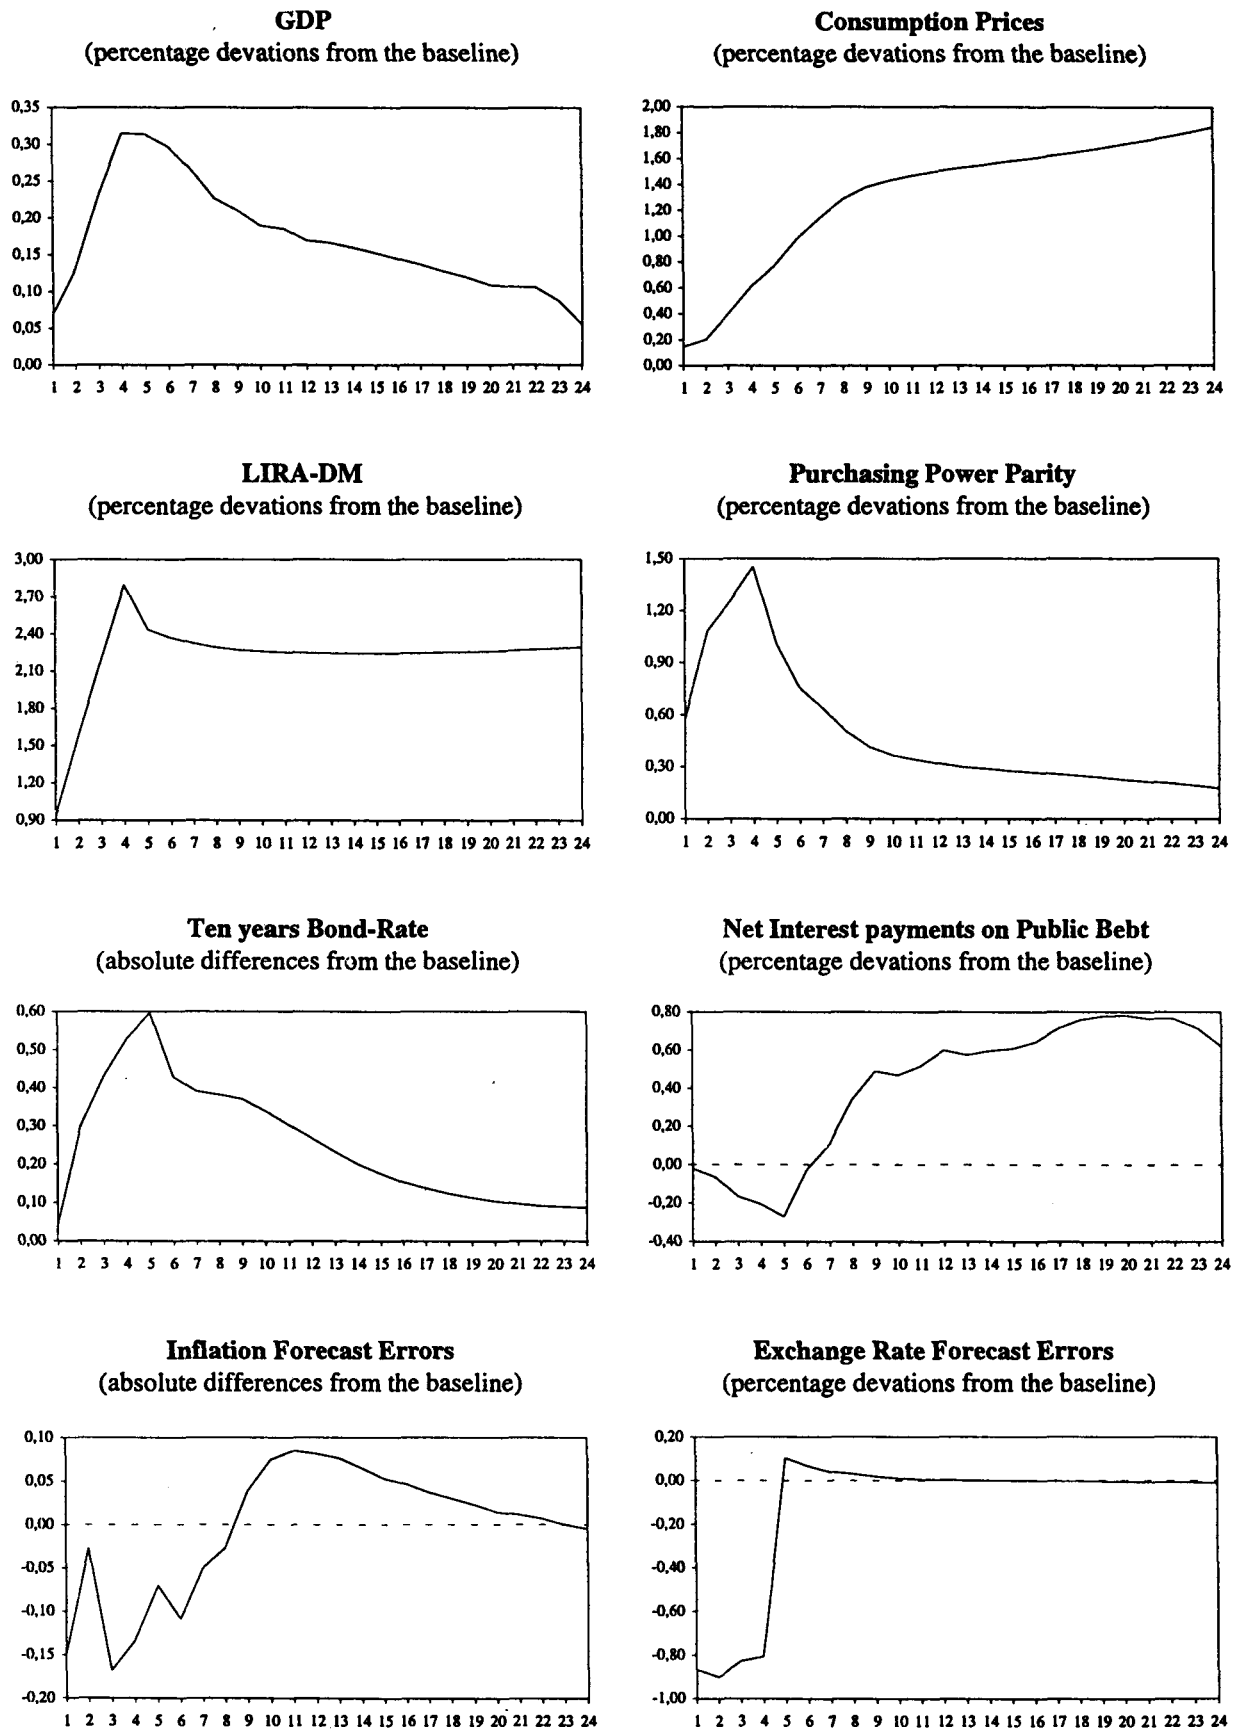 GDP
(percentage devations from the baseline)
0,35
0,30
0,25
0,20
0,15
0,10
0,05
0,00
1 2 3 4 5 6 7 8 9 10 11 12 13 14 15 16 17 18 19 20 21 22 23 24
Consumption Prices
(percentage devations from the baseline)
2,00
1,80
1,60
1,40
1,20
1,00
0,80
0,60
0,40
0,20
0,00
1 2 3 4 5 6 7 8 9 10 11 12 13 14 15 16 17 18 19 20 21 22 23 24
LIRA-DM
(percentage devations from the baseline)
3,00
2,70
2,40
2,10
1,80
1,50
1,20
0,90
1 2 3 4 5 6 7 8 9 10 11 12 13 14 15 16 17 18 19 20 21 22 23 24
Purchasing Power Parity
(percentage devations from the baseline)
1,50
1,20
0,90
0,60
0,30
0,00
1 2 3 4 5 6 7 8 9 10 11 12 13 14 15 16 17 18 19 20 21 22 23 24
Ten years Bond-Rate
(absolute differences from the baseline)
0,60
0,50
0,40
0,30
0,20
0,10
0,00
1 2 3 4 5 6 7 8 9 10 11 12 13 14 15 16 17 18 19 20 21 22 23 24
Net Interest payments on Public Bebt
(percentage devations from the baseline)
0,80
0,60
0,40
0,20
0,00
-0,20
-0,40
1 2 3 4 5 6 7 8 9 10 11 12 13 14 15 16 17 18 19 20 21 22 23 24
Inflation Forecast Errors
(absolute differences from the baseline)
0,10
0,05
0,00
-0,05
-0,10
-0,15
-0,20
1 2 3 4 5 6 7 8 9 10 11 12 13 14 15 16 17 18 19 20 21 22 23 24
Exchange Rate Forecast Errors
(percentage devations from the baseline)
0,20
0,00
-0,20
-0,40
-0,60
-0,80
-1,00
1 2 3 4 5 6 7 8 9 10 11 12 13 14 15 16 17 18 19 20 21 22 23 24